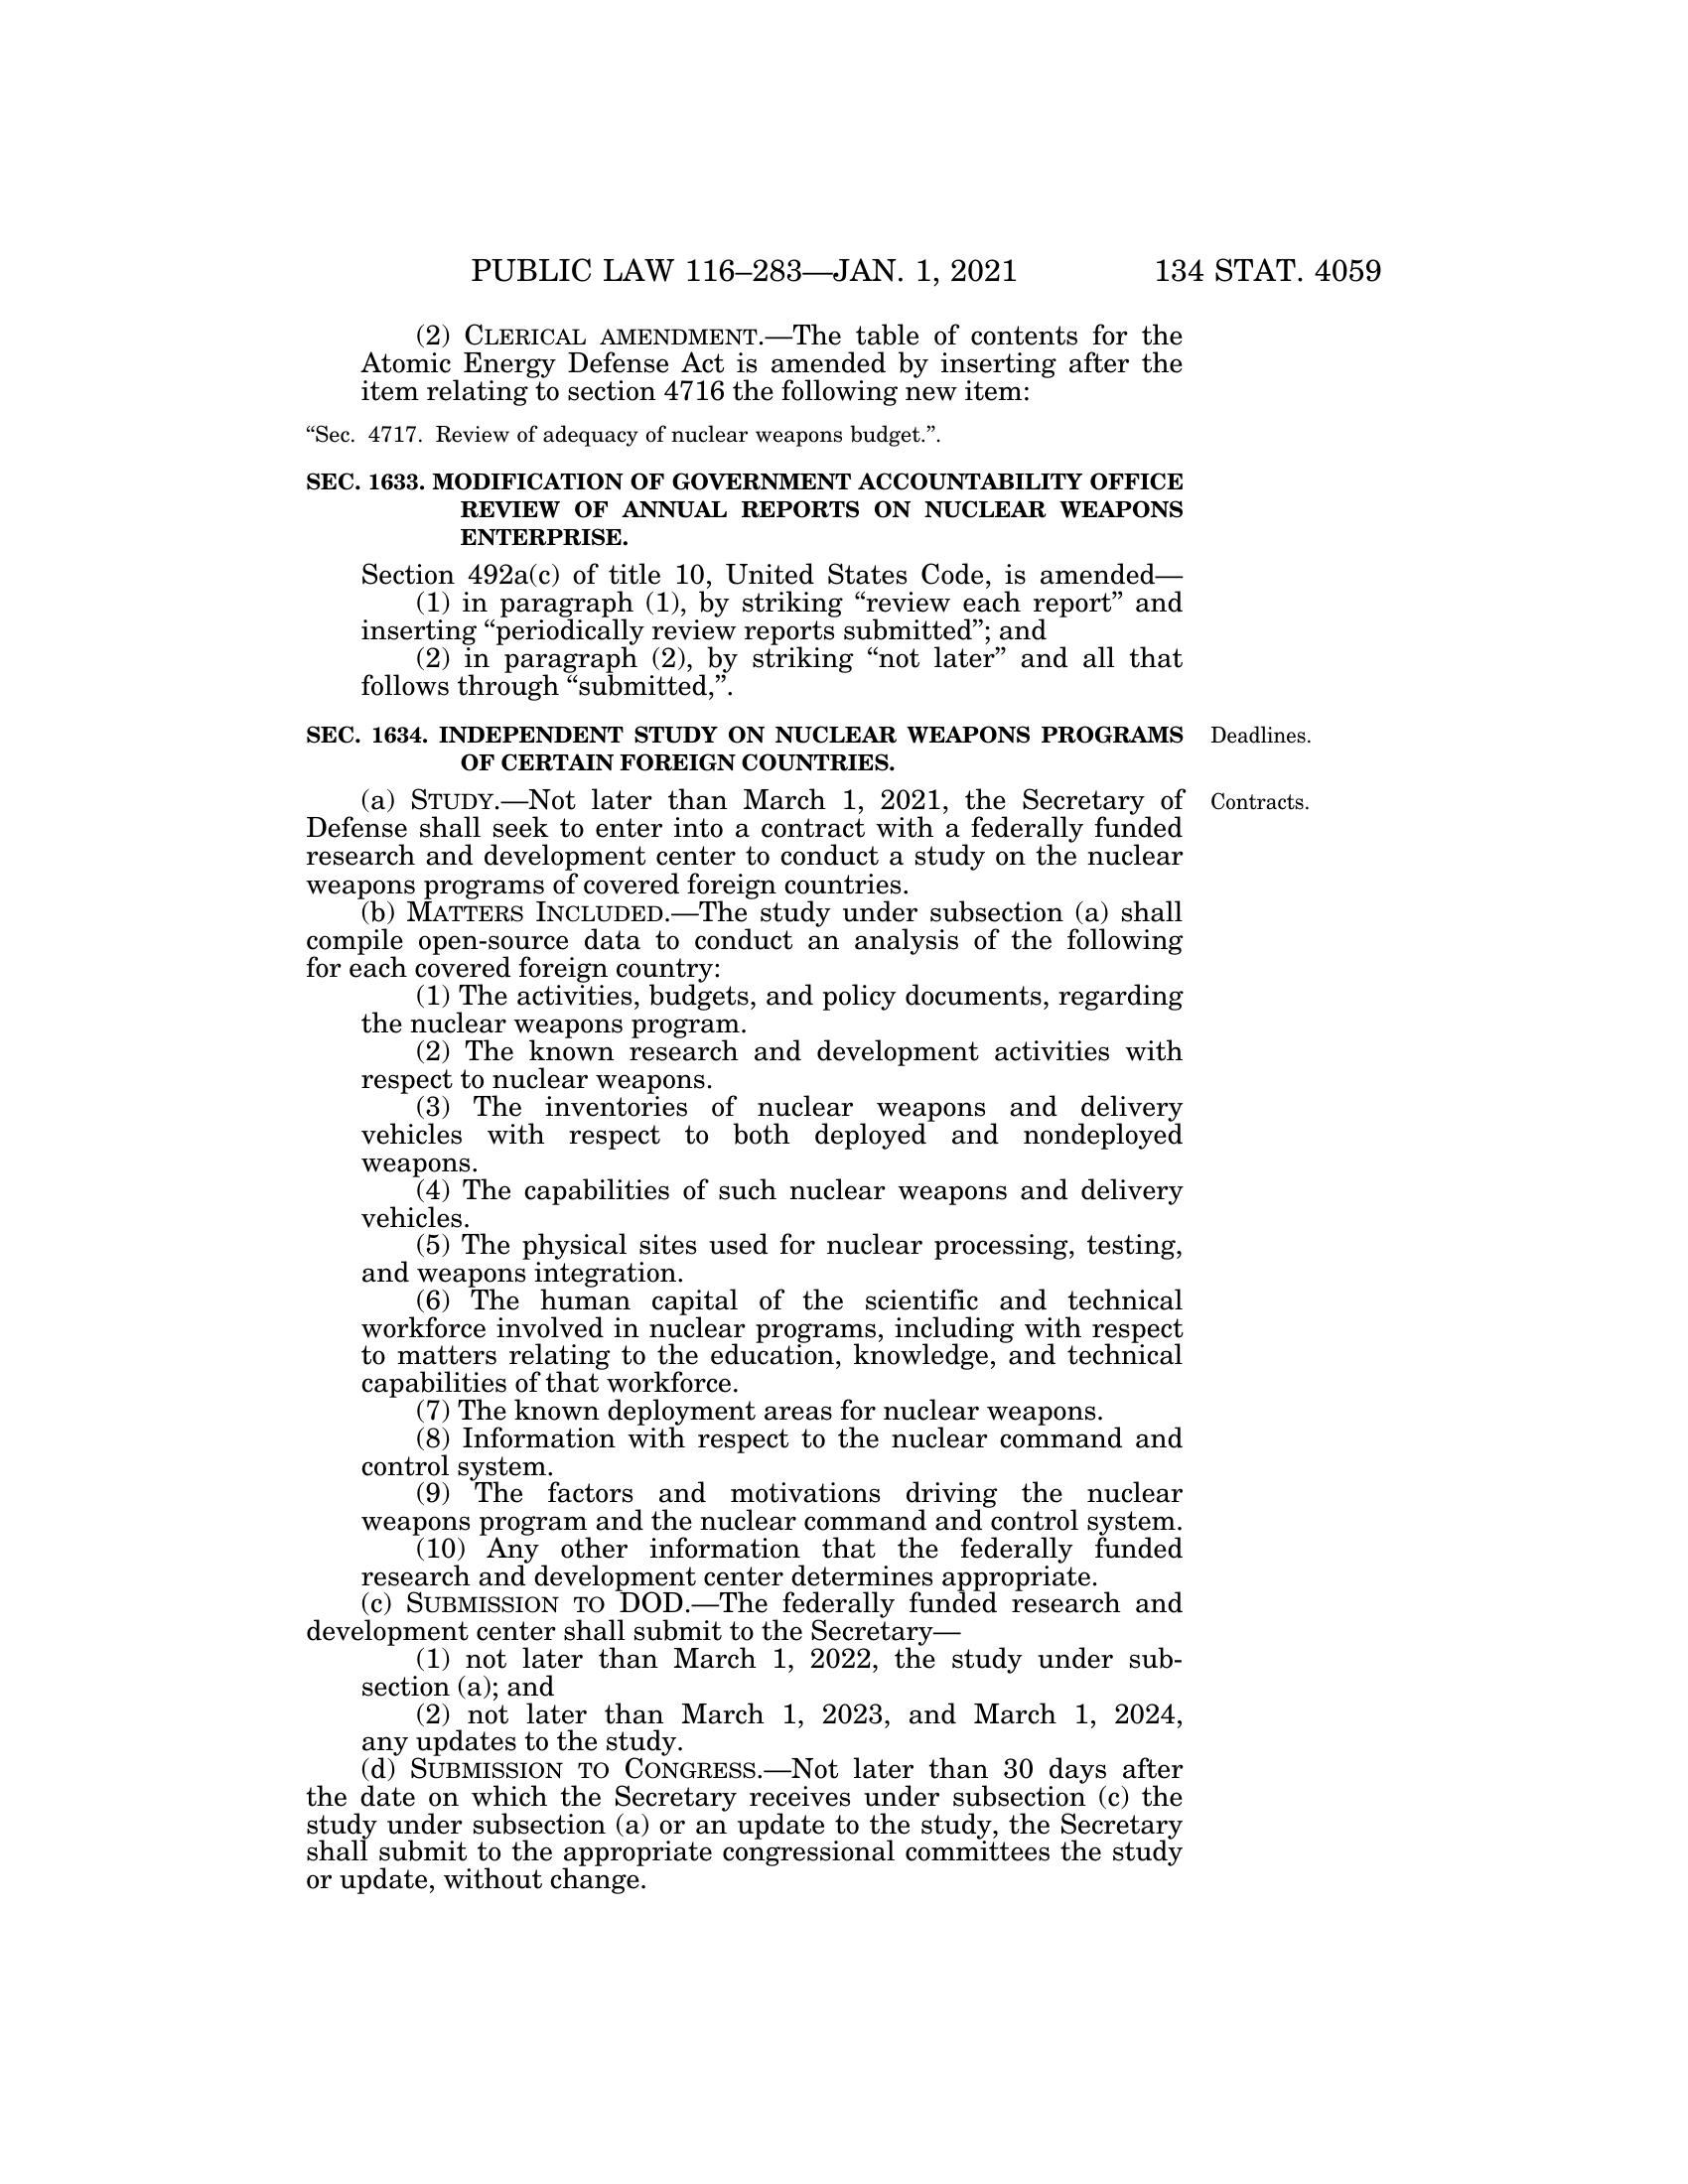 PUBLIC LAW 116–283—JAN. 1, 2021 134 STAT. 4059
(2) CLERICAL AMENDMENT.—The table of contents for the
Atomic Energy Defense Act is amended by inserting after the
item relating to section 4716 the following new item:
“Sec. 4717. Review of adequacy of nuclear weapons budget.”.
SEC. 1633. MODIFICATION OF GOVERNMENT ACCOUNTABILITY OFFICE
REVIEW OF ANNUAL REPORTS ON NUCLEAR WEAPONS
ENTERPRISE.
Section 492a(c) of title 10, United States Code, is amended—
(1) in paragraph (1), by striking “review each report” and
inserting “periodically review reports submitted”; and
(2) in paragraph (2), by striking “not later” and all that
follows through “submitted,”.
SEC. 1634. INDEPENDENT STUDY ON NUCLEAR WEAPONS PROGRAMS
OF CERTAIN FOREIGN COUNTRIES.
Deadlines.
(a) STUDY.—Not later than March 1, 2021, the Secretary of
Defense shall seek to enter into a contract with a federally funded
research and development center to conduct a study on the nuclear
weapons programs of covered foreign countries.
Contracts.
(b) MATTERS INCLUDED.—The study under subsection (a) shall
compile open-source data to conduct an analysis of the following
for each covered foreign country:
(1) The activities, budgets, and policy documents, regarding
the nuclear weapons program.
(2) The known research and development activities with
respect to nuclear weapons.
(3) The inventories of nuclear weapons and delivery
vehicles with respect to both deployed and nondeployed
weapons.
(4) The capabilities of such nuclear weapons and delivery
vehicles.
(5) The physical sites used for nuclear processing, testing,
and weapons integration.
(6) The human capital of the scientific and technical
workforce involved in nuclear programs, including with respect
to matters relating to the education, knowledge, and technical
capabilities of that workforce.
(7) The known deployment areas for nuclear weapons.
(8) Information with respect to the nuclear command and
control system.
(9) The factors and motivations driving the nuclear
weapons program and the nuclear command and control system.
(10) Any other information that the federally funded
research and development center determines appropriate.
(c) SUBMISSION TO DOD.—The federally funded research and
development center shall submit to the Secretary—
(1) not later than March 1, 2022, the study under sub-
section (a); and
(2) not later than March 1, 2023, and March 1, 2024,
any updates to the study.
(d) SUBMISSION TO CONGRESS.—Not later than 30 days after
the date on which the Secretary receives under subsection (c) the
study under subsection (a) or an update to the study, the Secretary
shall submit to the appropriate congressional committees the study
or update, without change.